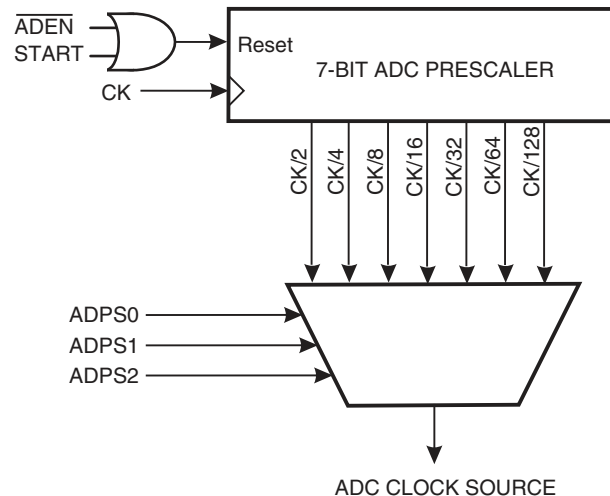 ADEN
START
Reset
7-BIT ADC PRESCALER
CK
CK/2
CK/4
CK/8
CK/16
CK/32
CK/64
CK/128
ADPS0
ADPS1
ADPS2
ADC CLOCK SOURCE